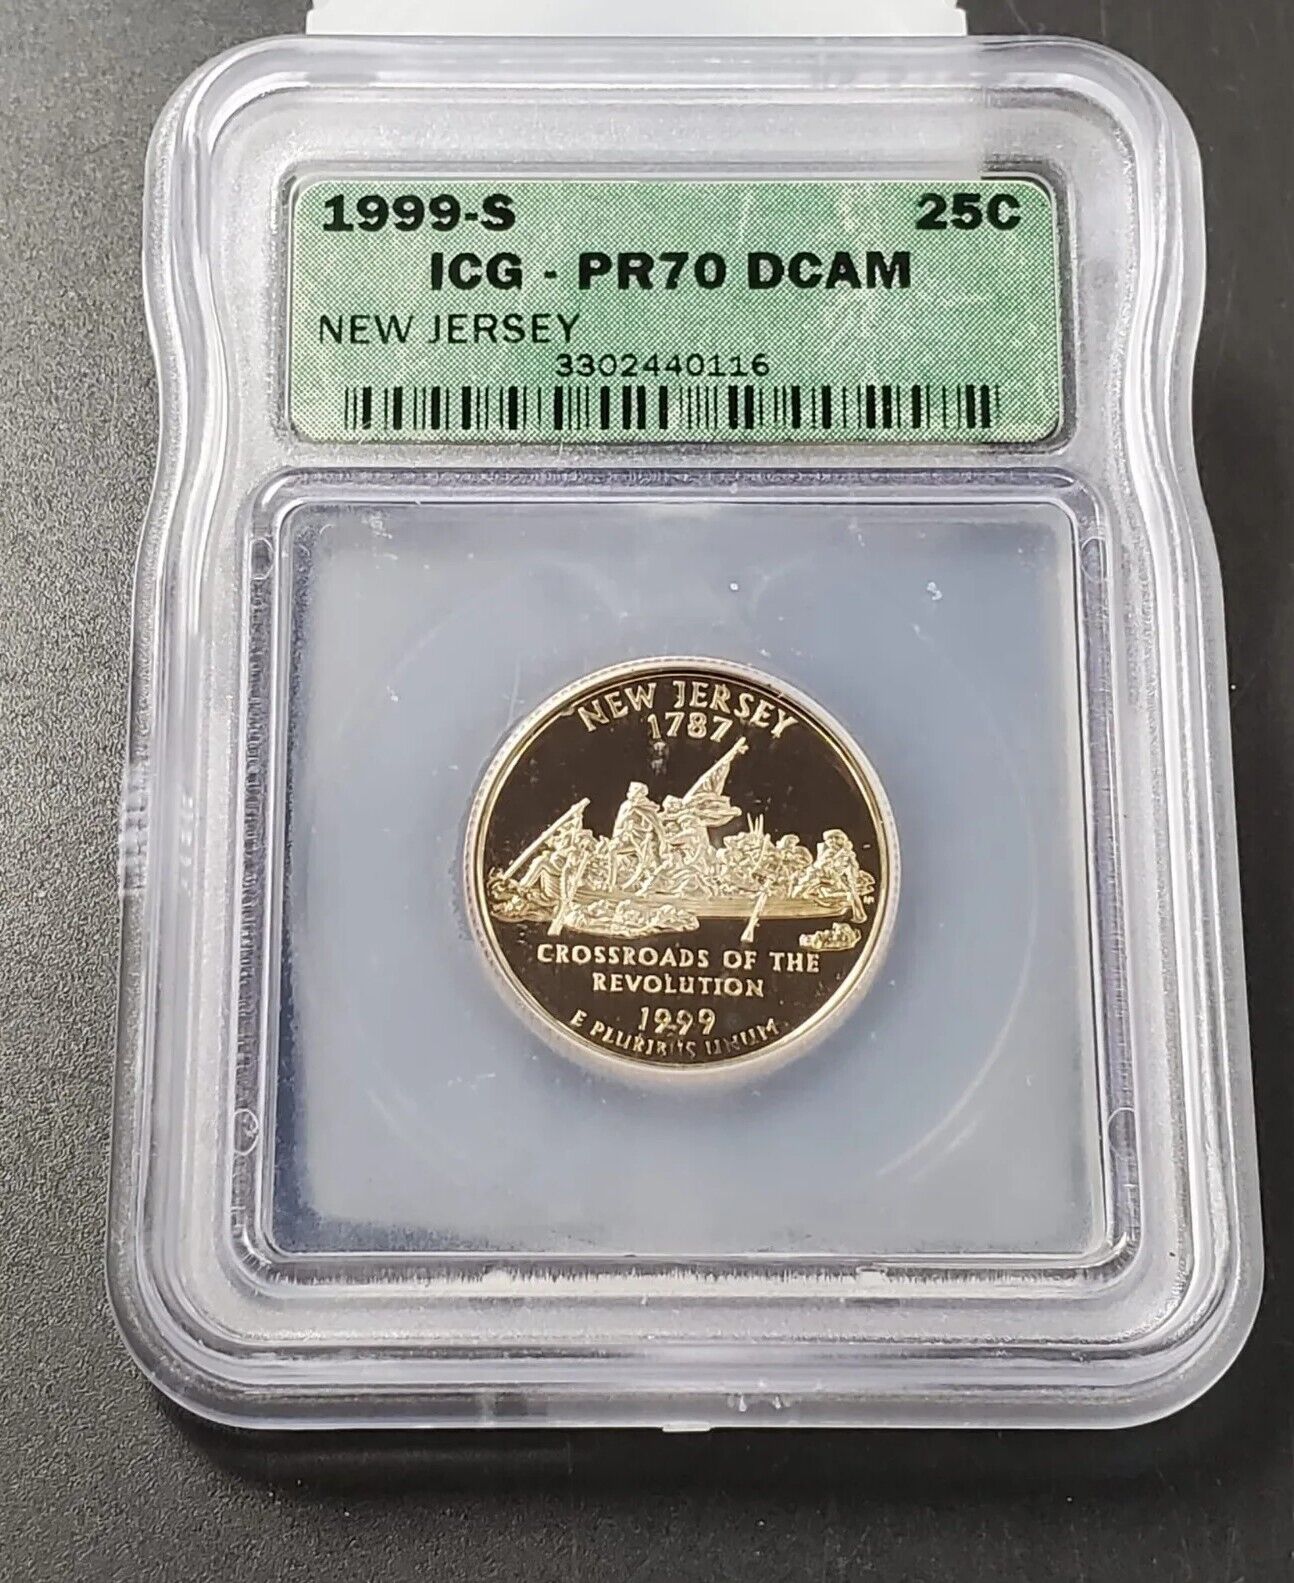 1999-S 25C
ICG - PR70 DCAM
NEW JERSEY
3302440116
NEW JERSEY
1787
CROSSROADS OF THE
REVOLUTION
1999
E PLURIBUS UNUM